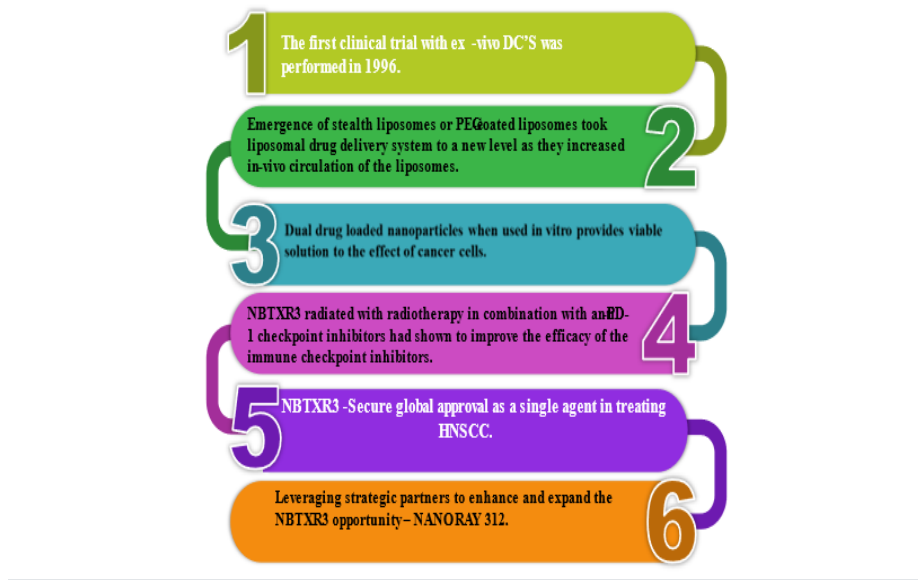 1
The first clinical trial with ex -vivo DC'S was
performed in 1996.
2
Emergence of stealth liposomes or PEG-coated liposomes took
liposomal drug delivery system to a new level as they increased
in-vivo circulation of the liposomes.
3
Dual drug loaded nanoparticles when used in vitro provides viable
solution to the effect of cancer cells.
4
NBTXR3 radiated with radiotherapy in combination with anti-PD-
1 checkpoint inhibitors had shown to improve the efficacy of the
immune checkpoint inhibitors.
5
NBTXR3 -Secure global approval as a single agent in treating
HNSCC.
6
Leveraging strategic partners to enhance and expand the
NBTXR3 opportunity– NANORAY 312.